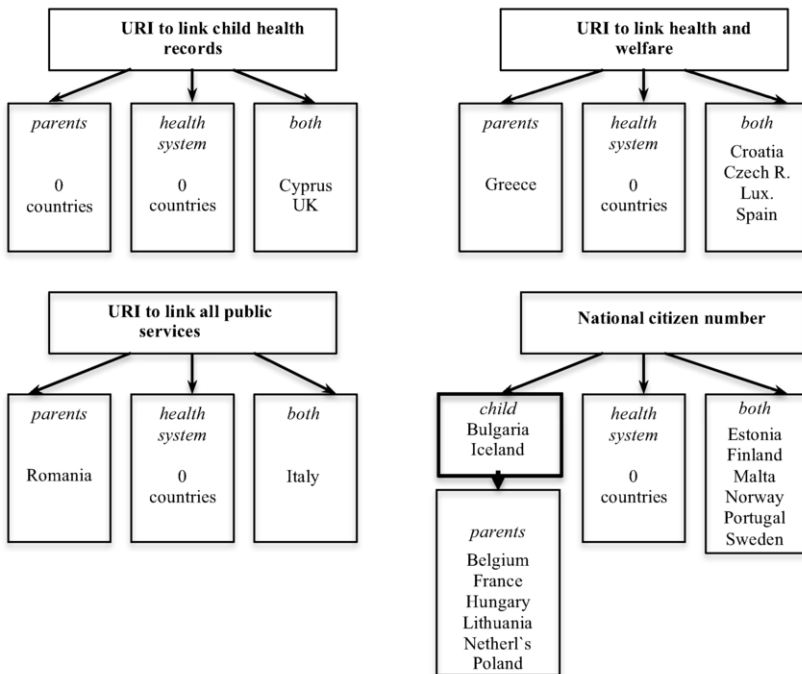 URI to link child health
records
parents
0
countries
health
system
0
countries
both
Cyprus
UK
URI to link health and
welfare
parents
Greece
health
system
0
countries
both
Croatia
Czech R.
Lux.
Spain
URI to link all public
services
parents
Romania
health
system
0
countries
both
Italy
National citizen number
child
Bulgaria
Iceland
parents
Belgium
France
Hungary
Lithuania
Netherl`s
Poland
health
system
0
countries
both
Estonia
Finland
Malta
Norway
Portugal
Sweden